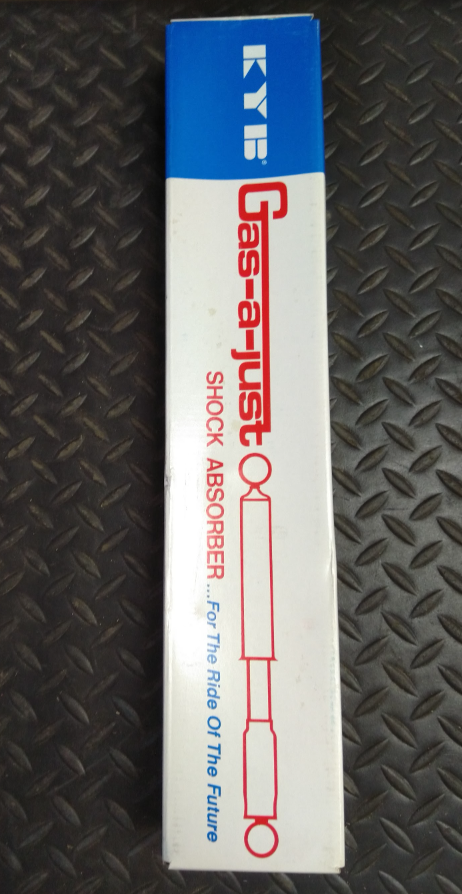 KYB®
Gas-a-just
SHOCK ABSORBER ...For The Ride Of The Future